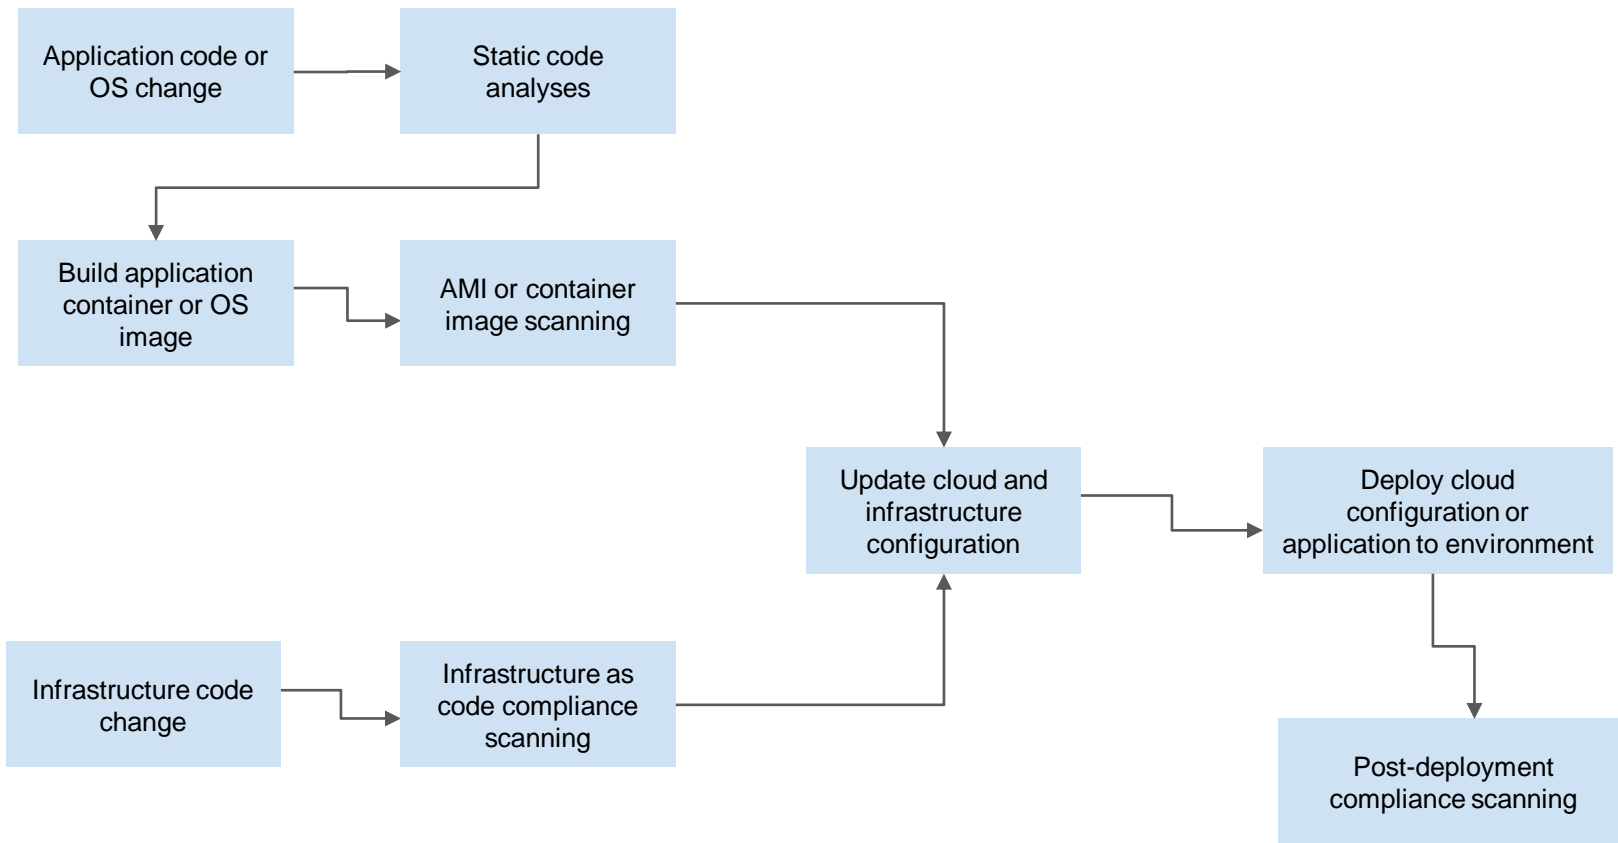 Application code or
OS change
Static code
analyses
Build application
container or OS
image
AMI or container
image scanning
Update cloud and
infrastructure
configuration
Deploy cloud
configuration or
application to environment
Infrastructure code
change
Infrastructure as
code compliance
scanning
Post-deployment
compliance scanning